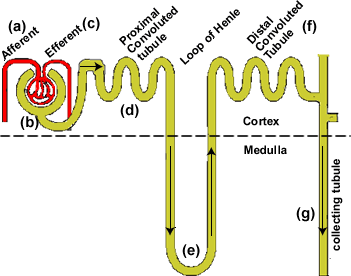 (a)
Afferent
Efferent
(c)
Proximal
Convoluted
tubule
Loop of Henle
Distal
Convoluted
Tubule
(f)
(b)
(d)
Cortex
Medulla
(e)
(g)
collecting tubule